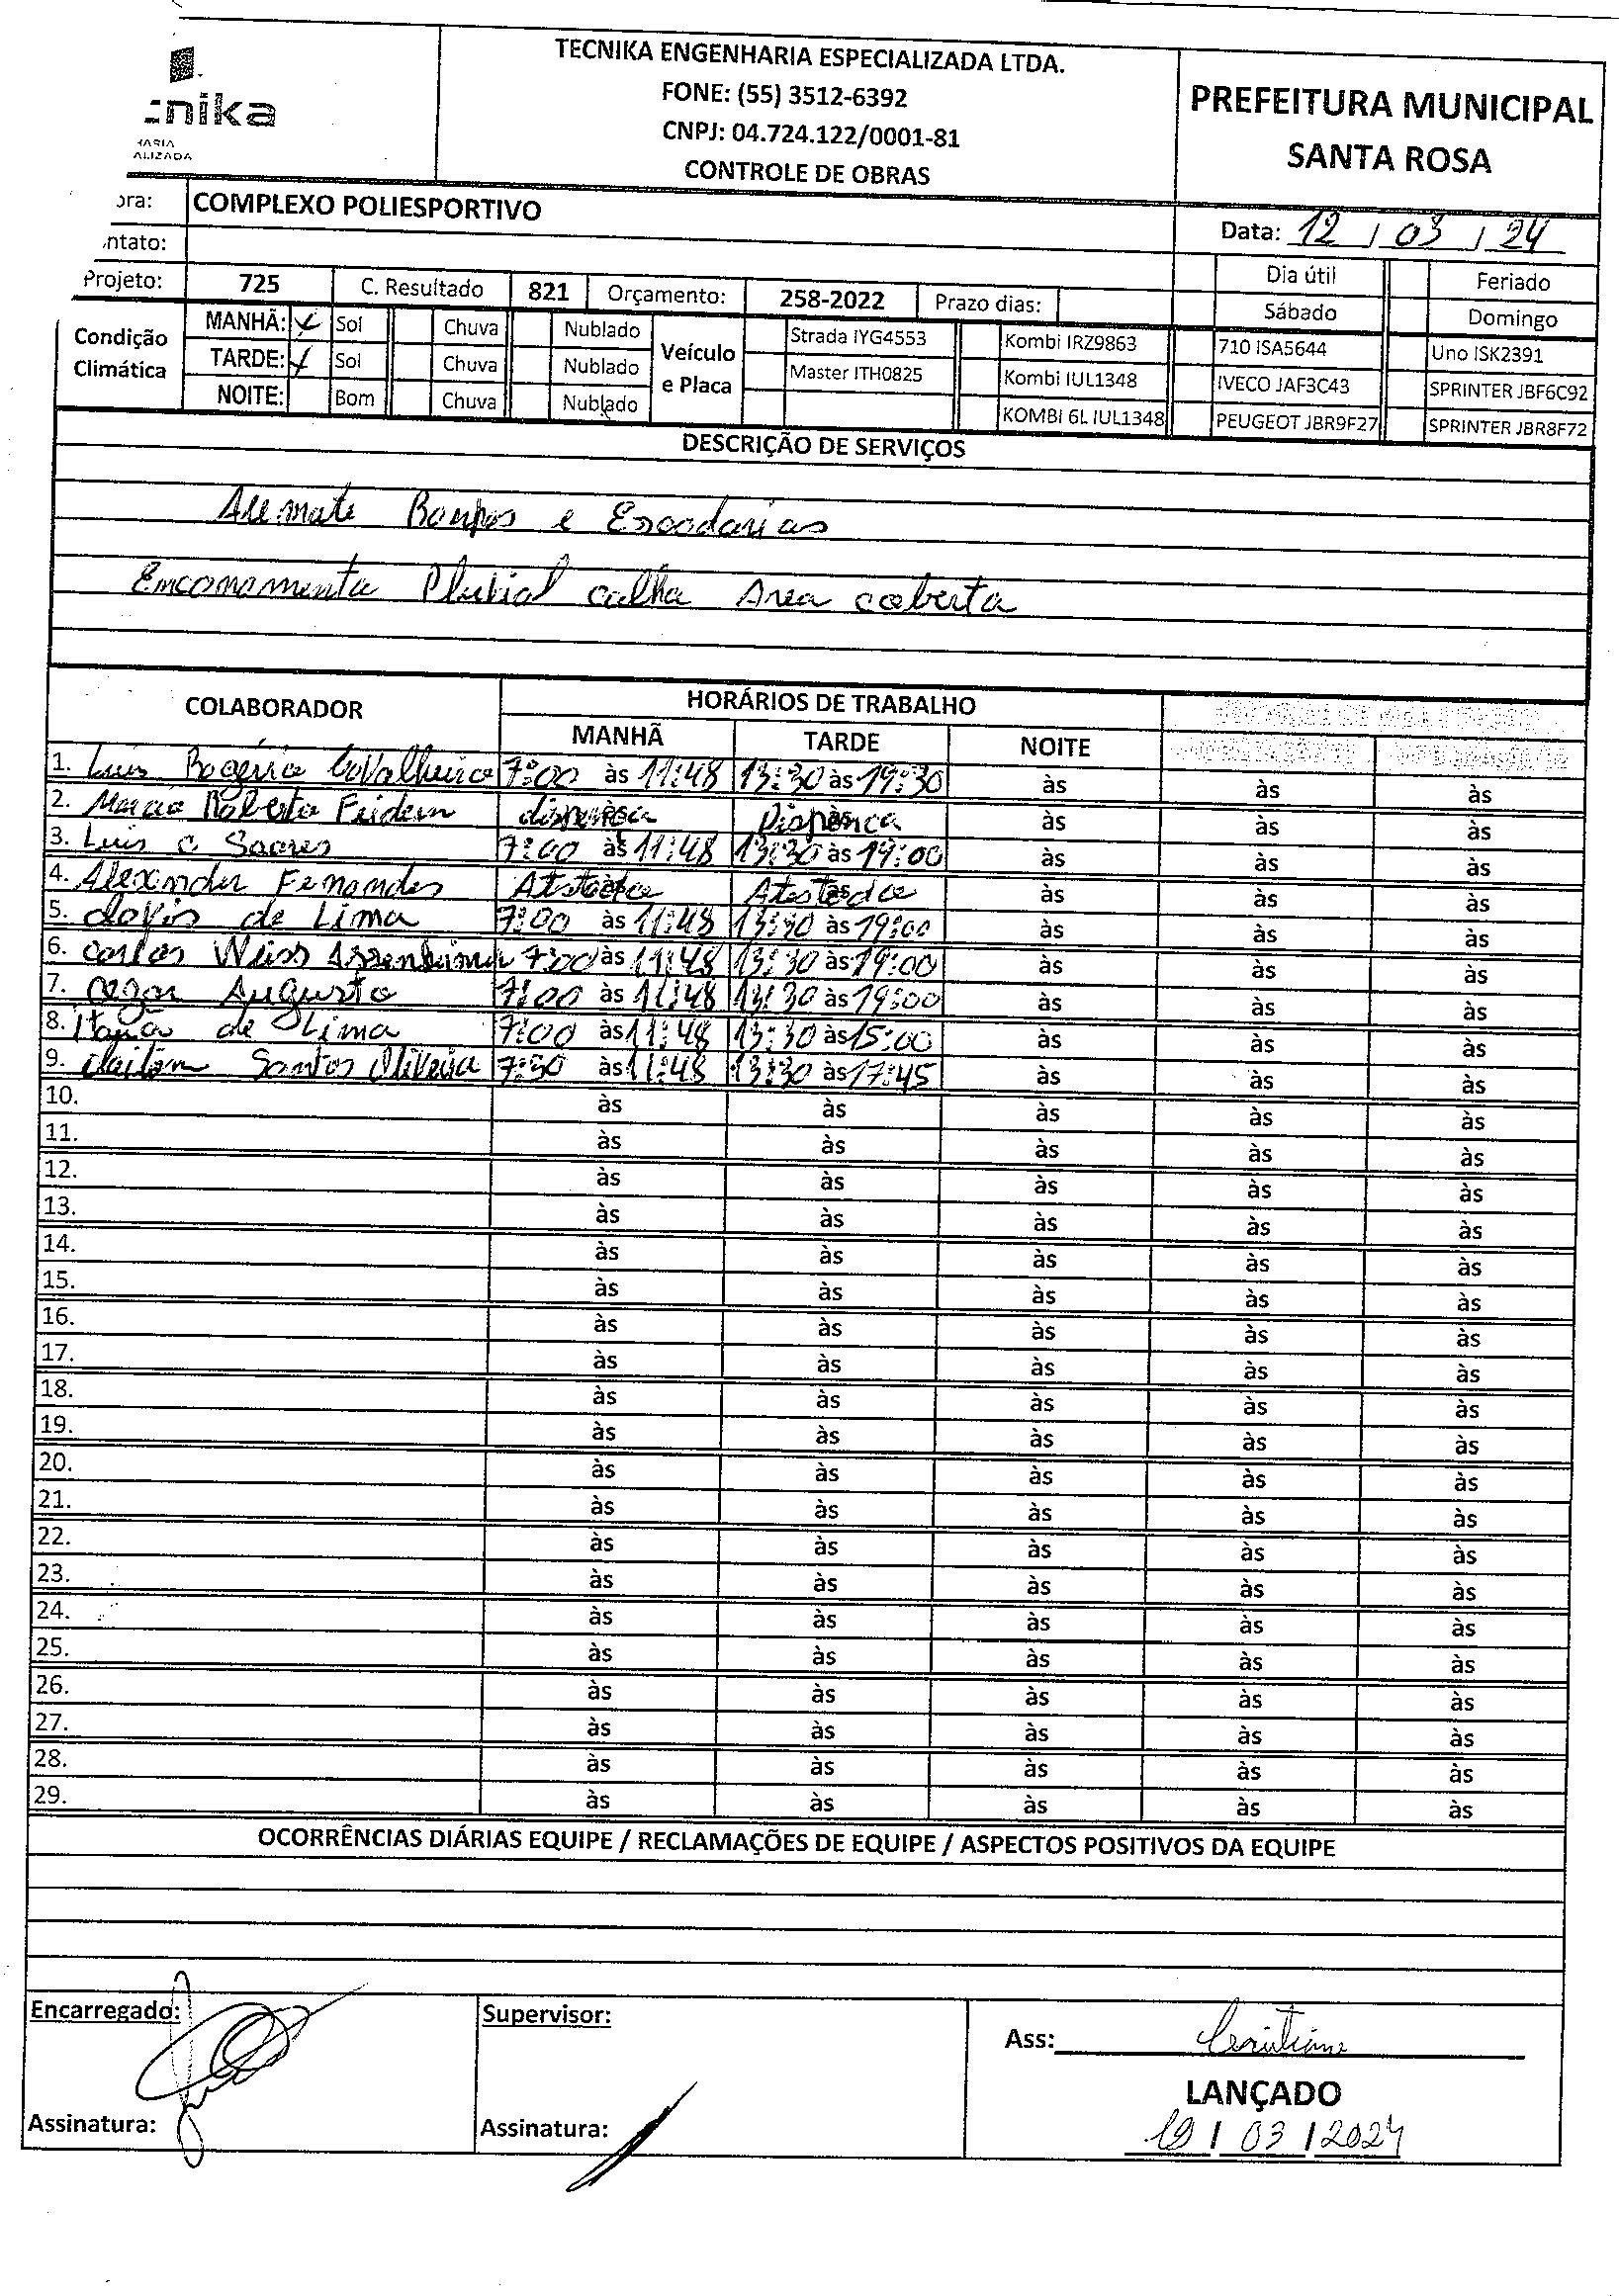 TECNIKA ENGENHARIA ESPECIALIZADA LTDA.
FONE: (55) 3512-6392
CNPJ: 04.724.122/0001-81
CONTROLE DE OBRAS
:nika
ALIZADA
PREFEITURA MUNICIPAL
SANTA ROSA
ora: COMPLEXO POLIESPORTIVO
Data: 12 / 03 / 24
ntato:
Projeto: 725 C. Resultado 821 Orçamento: 258-2022 Prazo dias:
Dia útil Feriado
Sábado Domingo
Condição Climática
MANHÃ: Sol Chuva Nublado
TARDE: Sol Chuva Nublado
NOITE: Bom Chuva Nublado
Veículo e Placa
Strada IYG4553 Kombi IRZ9863 710 ISA5644 Uno ISK2391
Master ITH0825 Kombi IUL1348 IVECO JAF3C43 SPRINTER JBF6C92
KOMBI 6L IUL1348 PEUGEOT JBR9F27 SPRINTER JBR8F72
DESCRIÇÃO DE SERVIÇOS
e Escadarias
Encanamento Pluvial calha Area coberta
COLABORADOR HORÁRIOS DE TRABALHO
MANHÃ TARDE NOITE
1. Luis Rogério 7:00 às 11:48 13:30 às 19:30 às às às
2. Marcio Roberto dispensa Dispença às às às
3. Luis C Soares 7:00 às 11:48 13:30 às 19:00 às às às
4. Alexander Fernandes Atestado Atestado às às às
5. de Lima 7:00 às 11:48 13:30 às 19:00 às às às
6. Carlos Weiss 7:00 às 11:48 13:30 às 19:00 às às às
7. Cezar Augusto 7:00 às 11:48 13:30 às 19:00 às às às
8. de Lima 7:00 às 11:48 13:30 às 15:00 às às às
9. Santos Oliveira 7:30 às 11:48 13:30 às 17:45 às às às
10. às às às às às
11. às às às às às
12. às às às às às
13. às às às às às
14. às às às às às
15. às às às às às
16. às às às às às
17. às às às às às
18. às às às às às
19. às às às às às
20. às às às às às
21. às às às às às
22. às às às às às
23. às às às às às
24. às às às às às
25. às às às às às
26. às às às às às
27. às às às às às
28. às às às às às
29. às às às às às
OCORRÊNCIAS DIÁRIAS EQUIPE / RECLAMAÇÕES DE EQUIPE / ASPECTOS POSITIVOS DA EQUIPE
Encarregado: Supervisor:
Ass: Cristiane
LANÇADO
Assinatura: Assinatura:
19 / 03 / 2024